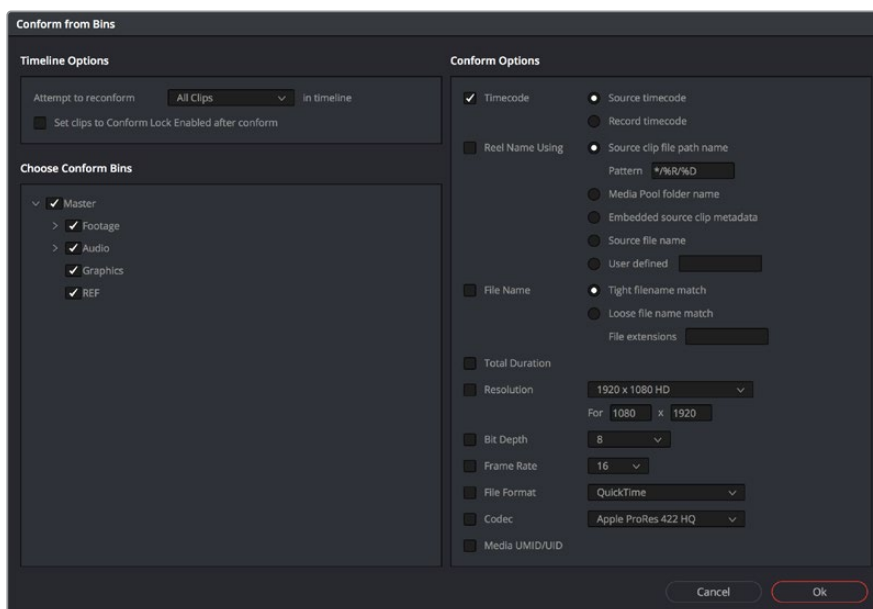 Conform from Bins
Timeline Options
Attempt to reconform All Clips in timeline
Set clips to Conform Lock Enabled after conform
Choose Conform Bins
Master
Footage
Audio
Graphics
REF
Conform Options
Timecode Source timecode
Record timecode
Reel Name Using Source clip file path name
Pattern */%R/%D
Media Pool folder name
Embedded source clip metadata
Source file name
User defined
File Name Tight filename match
Loose file name match
File extensions
Total Duration
Resolution 1920 x 1080 HD
For 1080 x 1920
Bit Depth 8
Frame Rate 16
File Format QuickTime
Codec Apple ProRes 422 HQ
Media UMID/UID
Cancel Ok